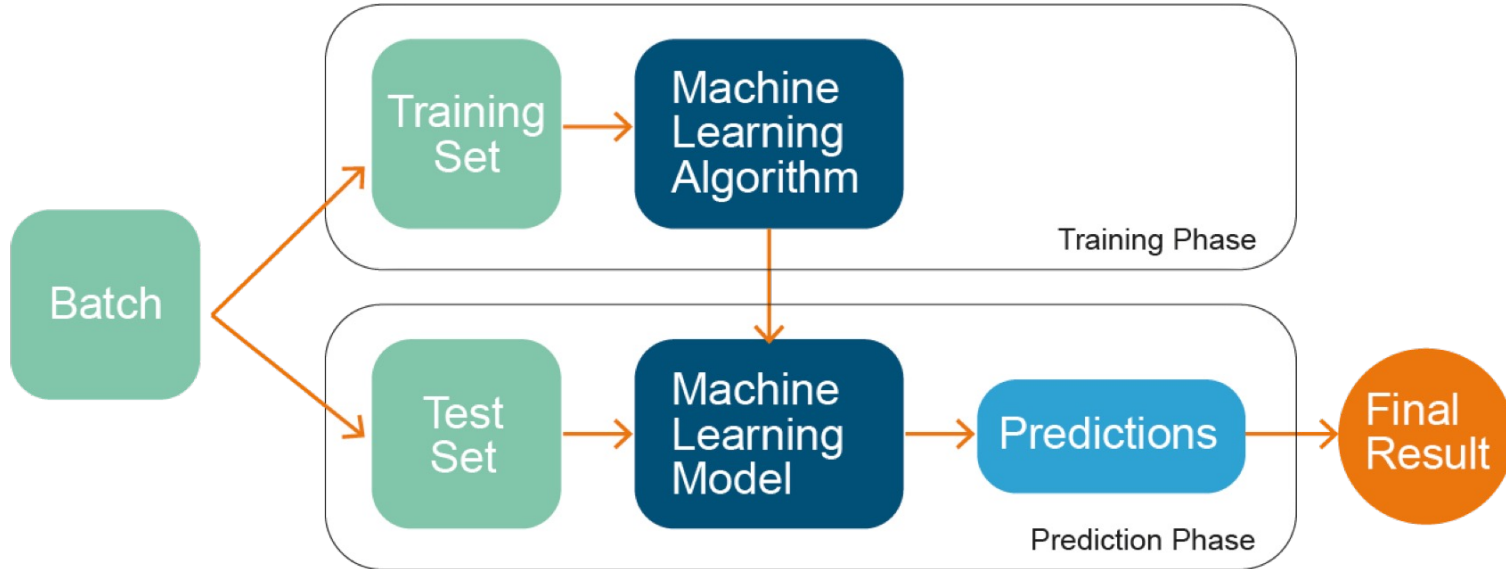 Training
Set
Machine
Learning
Algorithm
Training Phase
Batch
Test
Set
Machine
Learning
Model
Predictions
Final
Result
Prediction Phase